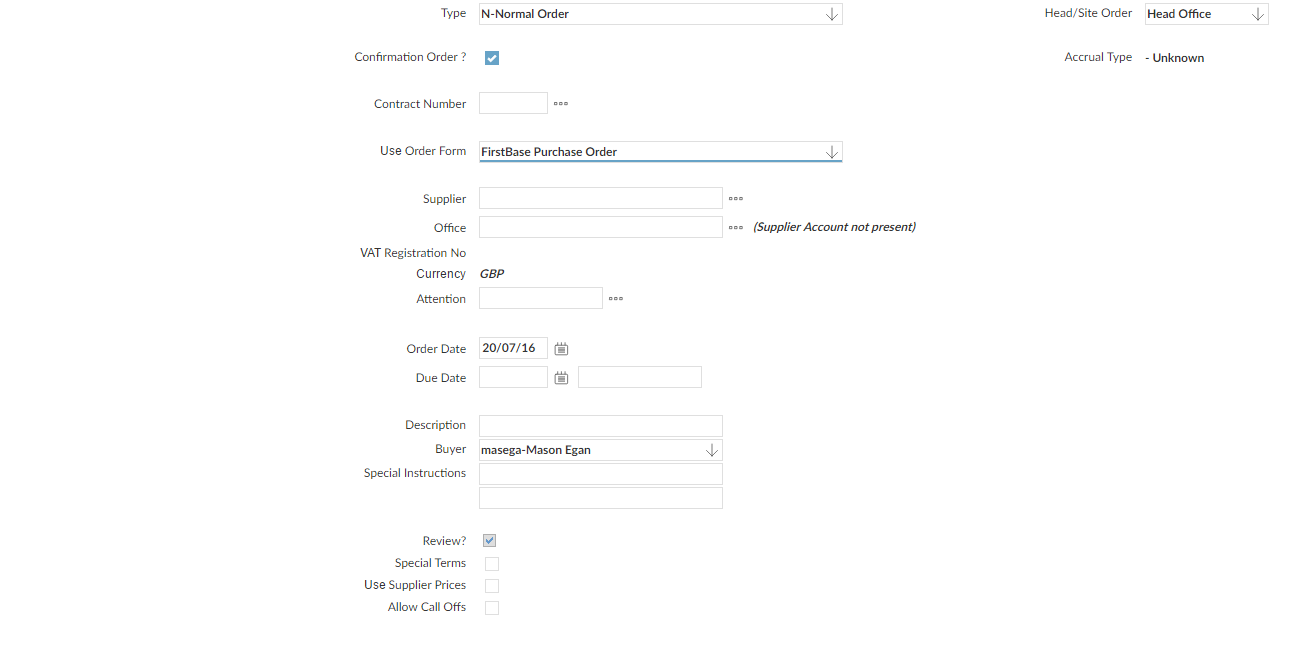 Type N-Normal Order Head/Site Order Head Office
Confirmation Order ? Accrual Type - Unknown
Contract Number
Use Order Form FirstBase Purchase Order
Supplier
Office (Supplier Account not present)
VAT Registration No
Currency GBP
Attention
Order Date 20/07/16
Due Date
Description
Buyer masega-Mason Egan
Special Instructions
Review?
Special Terms
Use Supplier Prices
Allow Call Offs